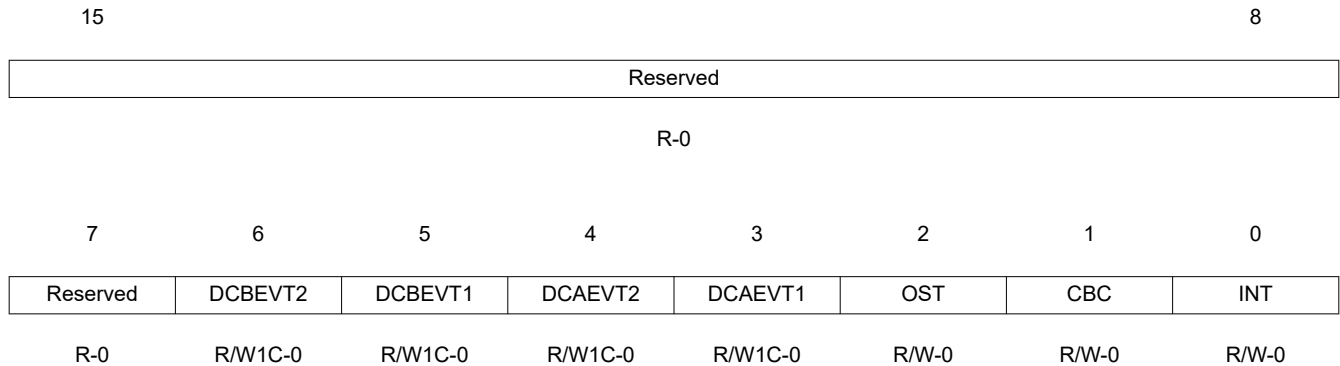 15 8
Reserved
R-0
7 6 5 4 3 2 1 0
Reserved DCBEVT2 DCBEVT1 DCAEVT2 DCAEVT1 OST CBC INT
R-0 R/W1C-0 R/W1C-0 R/W1C-0 R/W1C-0 R/W-0 R/W-0 R/W-0